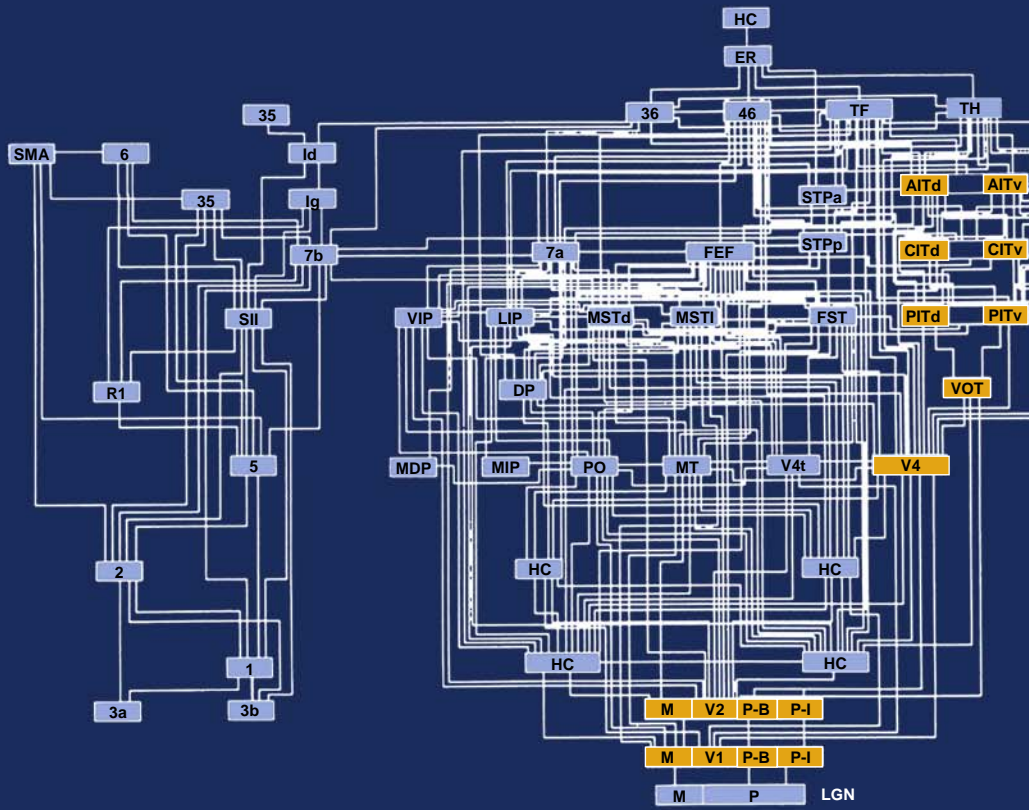 HC
ER
35 36 46 TF TH
SMA 6 Id
35 Ig STPa AITd AITv
7b 7a FEF STPp CITd CITv
SII VIP LIP MSTd MSTl FST PITd PITv
R1 DP VOT
5 MDP MIP PO MT V4t V4
2 HC HC
1 HC HC
3a 3b M V2 P-B P-I
M V1 P-B P-I
M P LGN